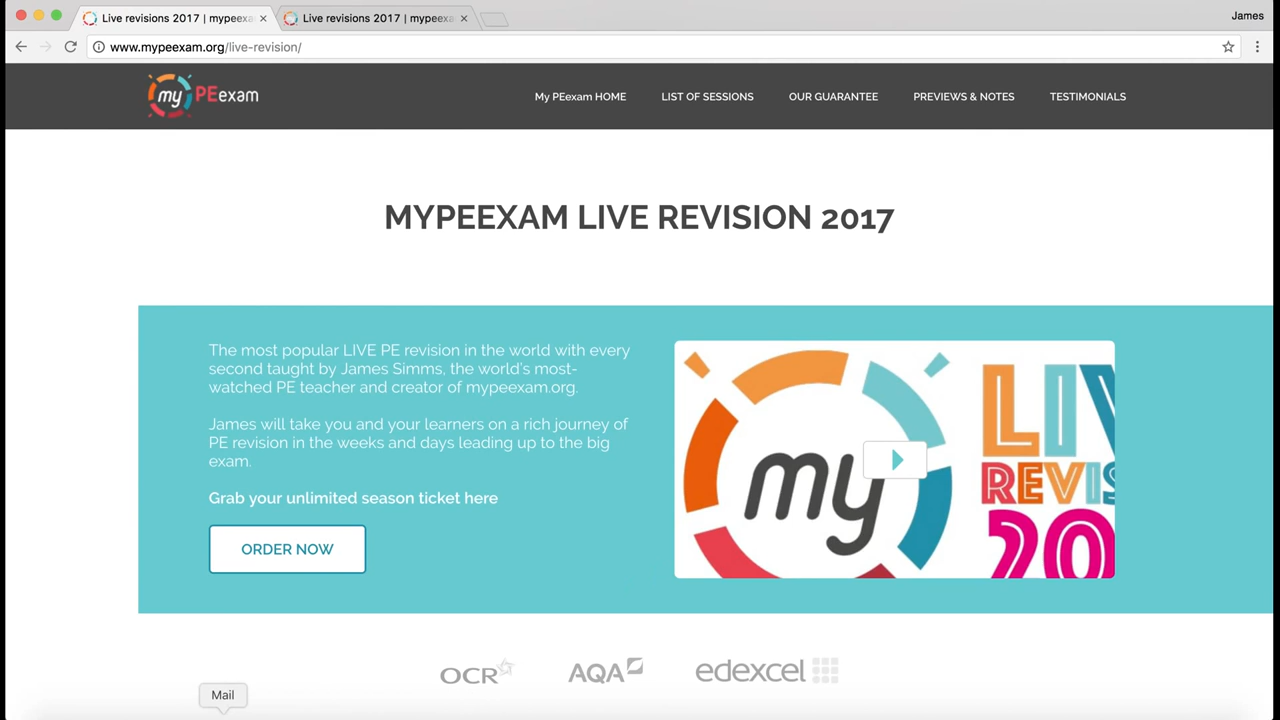 Live revisions 2017 | mypeexa
Live revisions 2017 | mypeexa
James
www.mypeexam.org/live-revision/
my PEexam
My PEexam HOME
LIST OF SESSIONS
OUR GUARANTEE
PREVIEWS & NOTES
TESTIMONIALS
MYPEEXAM LIVE REVISION 2017
The most popular LIVE PE revision in the world with every
second taught by James Simms, the world's most-
watched PE teacher and creator of mypeexam.org.
James will take you and your learners on a rich journey of
PE revision in the weeks and days leading up to the big
exam.
Grab your unlimited season ticket here
ORDER NOW
my
LIV
REVIS
20
OCR
AQA
edexcel
Mail